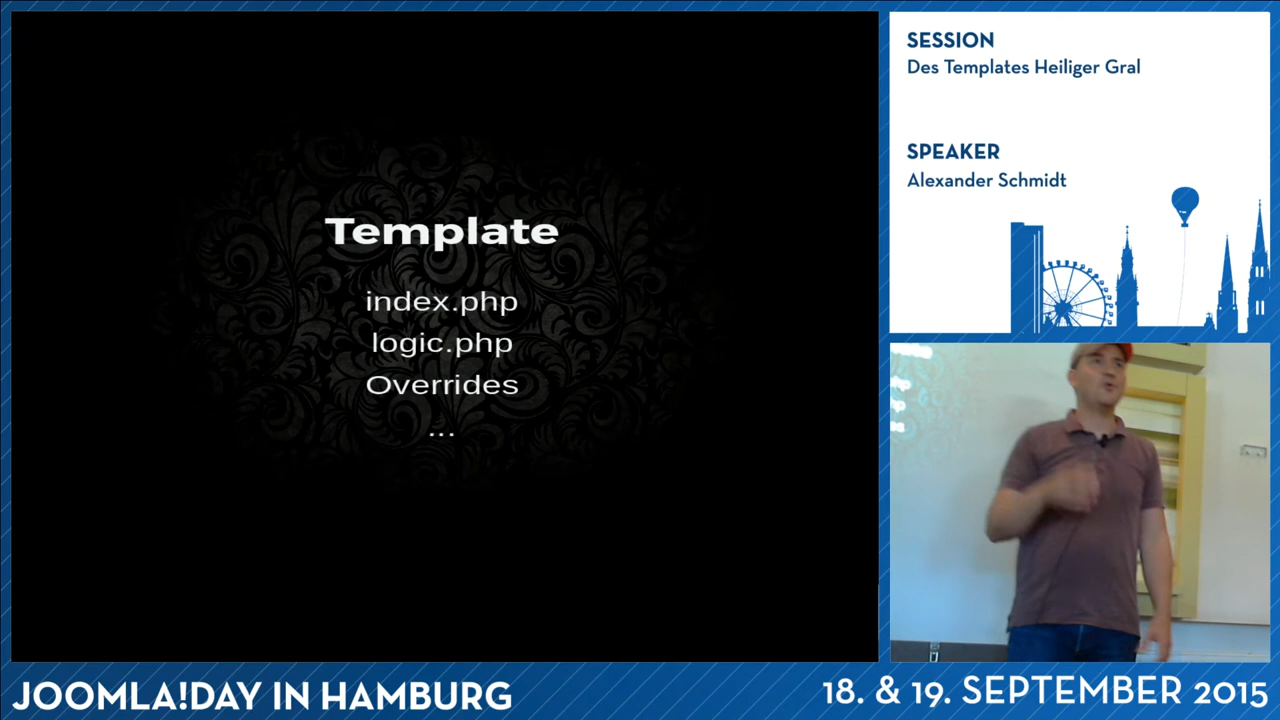 Template
index.php
logic.php
Overrides
...
SESSION
Des Templates Heiliger Gral
SPEAKER
Alexander Schmidt
JOOMLA!DAY IN HAMBURG
18. & 19. SEPTEMBER 2015